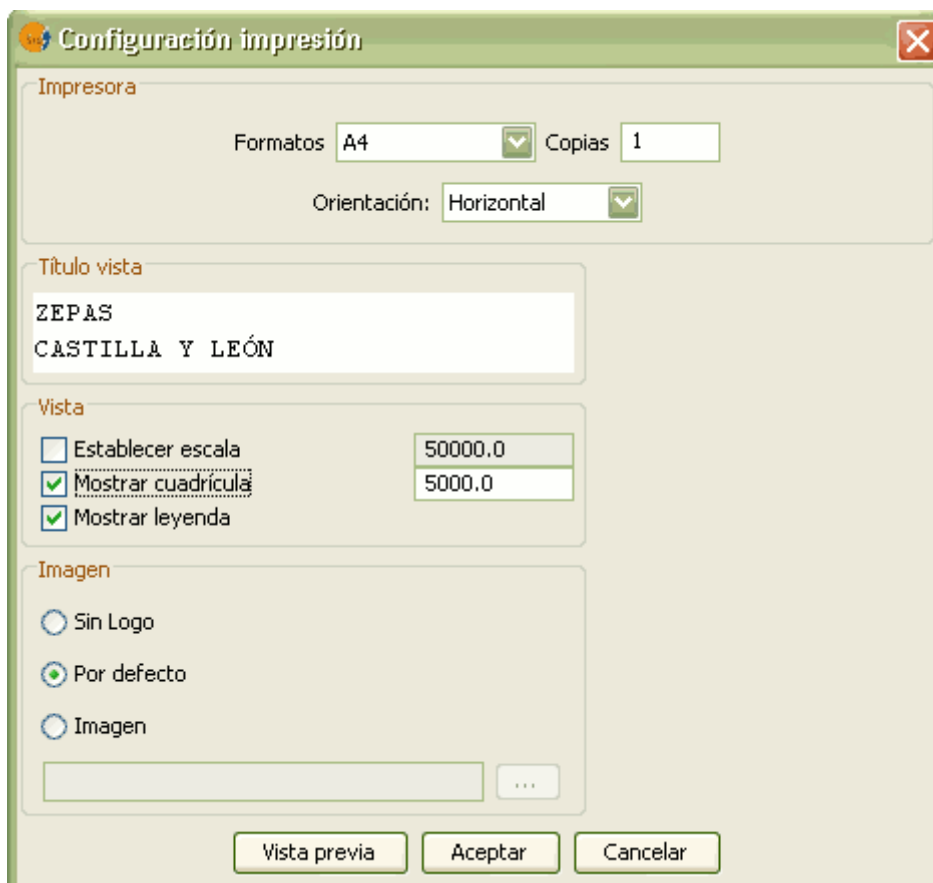 Configuración impresión
Impresora
Formatos A4 Copias 1
Orientación: Horizontal
Título vista
ZEPAS
CASTILLA Y LEÓN
Vista
Establecer escala 50000.0
Mostrar cuadrícula 5000.0
Mostrar leyenda
Imagen
Sin Logo
Por defecto
Imagen
...
Vista previa Aceptar Cancelar